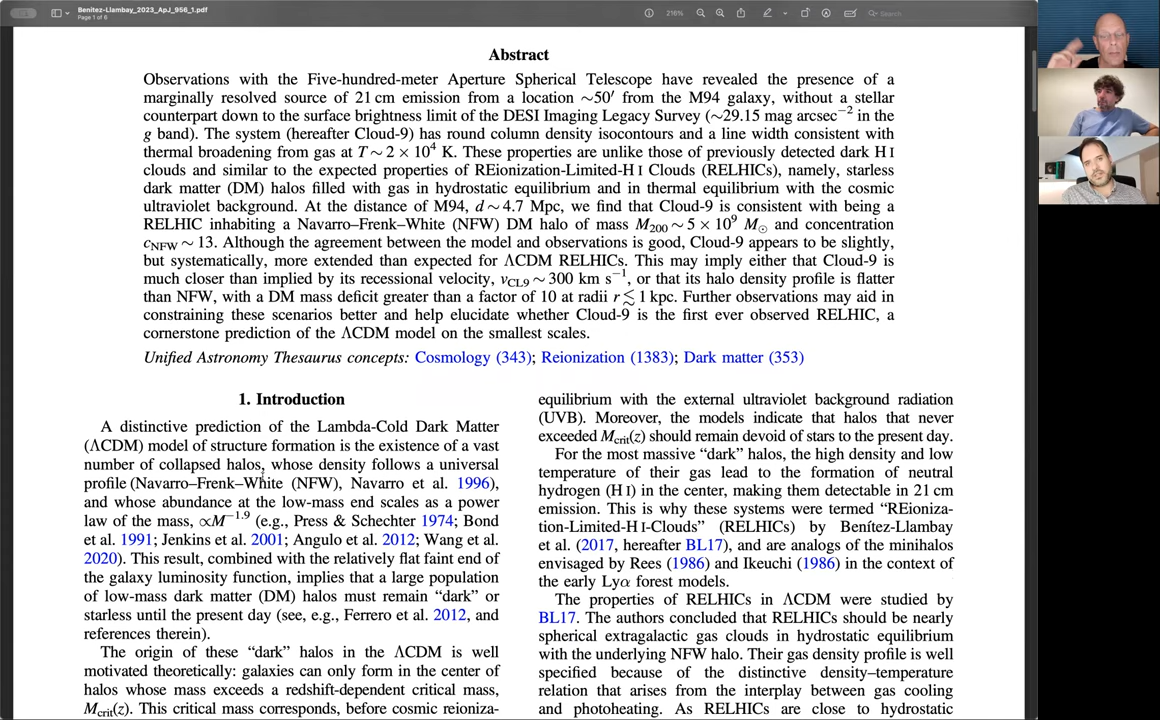 Benitez-Llambay_2023_ApJ_956_1.pdf
Page 1 of 6
216%
Search
Abstract
Observations with the Five-hundred-meter Aperture Spherical Telescope have revealed the presence of a
marginally resolved source of 21 cm emission from a location ∼50′ from the M94 galaxy, without a stellar
counterpart down to the surface brightness limit of the DESI Imaging Legacy Survey (∼29.15 mag arcsec−2 in the
g band). The system (hereafter Cloud-9) has round column density isocontours and a line width consistent with
thermal broadening from gas at T ∼ 2 × 10⁴ K. These properties are unlike those of previously detected dark H I
clouds and similar to the expected properties of REionization-Limited-H I Clouds (RELHICs), namely, starless
dark matter (DM) halos filled with gas in hydrostatic equilibrium and in thermal equilibrium with the cosmic
ultraviolet background. At the distance of M94, d ∼ 4.7 Mpc, we find that Cloud-9 is consistent with being a
RELHIC inhabiting a Navarro–Frenk–White (NFW) DM halo of mass M200 ∼ 5 × 10⁹ M⊙ and concentration
cNFW ∼ 13. Although the agreement between the model and observations is good, Cloud-9 appears to be slightly,
but systematically, more extended than expected for ΛCDM RELHICs. This may imply either that Cloud-9 is
much closer than implied by its recessional velocity, vCL9 ∼ 300 km s−1, or that its halo density profile is flatter
than NFW, with a DM mass deficit greater than a factor of 10 at radii r ≲ 1 kpc. Further observations may aid in
constraining these scenarios better and help elucidate whether Cloud-9 is the first ever observed RELHIC, a
cornerstone prediction of the ΛCDM model on the smallest scales.
Unified Astronomy Thesaurus concepts: Cosmology (343); Reionization (1383); Dark matter (353)
1. Introduction
A distinctive prediction of the Lambda-Cold Dark Matter
(ΛCDM) model of structure formation is the existence of a vast
number of collapsed halos, whose density follows a universal
profile (Navarro–Frenk–White (NFW), Navarro et al. 1996),
and whose abundance at the low-mass end scales as a power
law of the mass, ∝M−1.9 (e.g., Press & Schechter 1974; Bond
et al. 1991; Jenkins et al. 2001; Angulo et al. 2012; Wang et al.
2020). This result, combined with the relatively flat faint end of
the galaxy luminosity function, implies that a large population
of low-mass dark matter (DM) halos must remain “dark” or
starless until the present day (see, e.g., Ferrero et al. 2012, and
references therein).
The origin of these “dark” halos in the ΛCDM is well
motivated theoretically: galaxies can only form in the center of
halos whose mass exceeds a redshift-dependent critical mass,
Mcrit(z). This critical mass corresponds, before cosmic reioniza-
equilibrium with the external ultraviolet background radiation
(UVB). Moreover, the models indicate that halos that never
exceeded Mcrit(z) should remain devoid of stars to the present day.
For the most massive “dark” halos, the high density and low
temperature of their gas lead to the formation of neutral
hydrogen (H I) in the center, making them detectable in 21 cm
emission. This is why these systems were termed “REioniza-
tion-Limited-H I-Clouds” (RELHICs) by Benítez-Llambay
et al. (2017, hereafter BL17), and are analogs of the minihalos
envisaged by Rees (1986) and Ikeuchi (1986) in the context of
the early Lyα forest models.
The properties of RELHICs in ΛCDM were studied by
BL17. The authors concluded that RELHICs should be nearly
spherical extragalactic gas clouds in hydrostatic equilibrium
with the underlying NFW halo. Their gas density profile is well
specified because of the distinctive density–temperature
relation that arises from the interplay between gas cooling
and photoheating. As RELHICs are close to hydrostatic